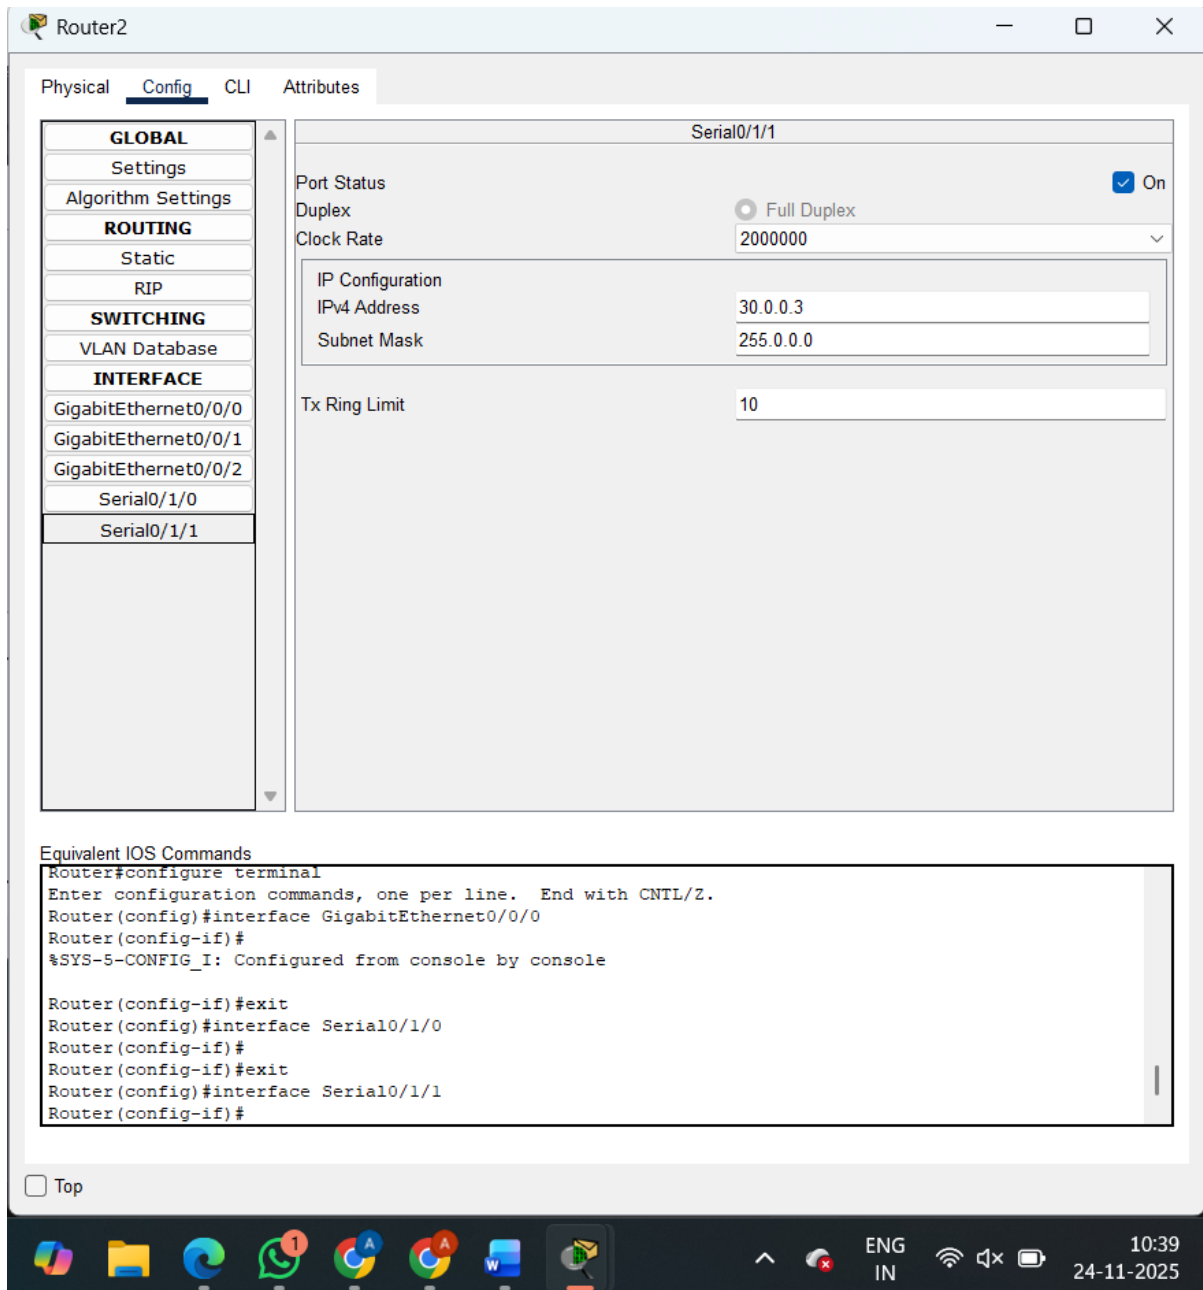 Router2
Physical Config CLI Attributes
GLOBAL
Settings
Algorithm Settings
ROUTING
Static
RIP
SWITCHING
VLAN Database
INTERFACE
GigabitEthernet0/0/0
GigabitEthernet0/0/1
GigabitEthernet0/0/2
Serial0/1/0
Serial0/1/1
Serial0/1/1
Port Status On
Duplex Full Duplex
Clock Rate 2000000
IP Configuration
IPv4 Address 30.0.0.3
Subnet Mask 255.0.0.0
Tx Ring Limit 10
Equivalent IOS Commands
Router#configure terminal
Enter configuration commands, one per line.  End with CNTL/Z.
Router(config)#interface GigabitEthernet0/0/0
Router(config-if)#
%SYS-5-CONFIG_I: Configured from console by console
Router(config-if)#exit
Router(config)#interface Serial0/1/0
Router(config-if)#
Router(config-if)#exit
Router(config)#interface Serial0/1/1
Router(config-if)#
Top
1 A A W
ENG
IN
10:39
24-11-2025